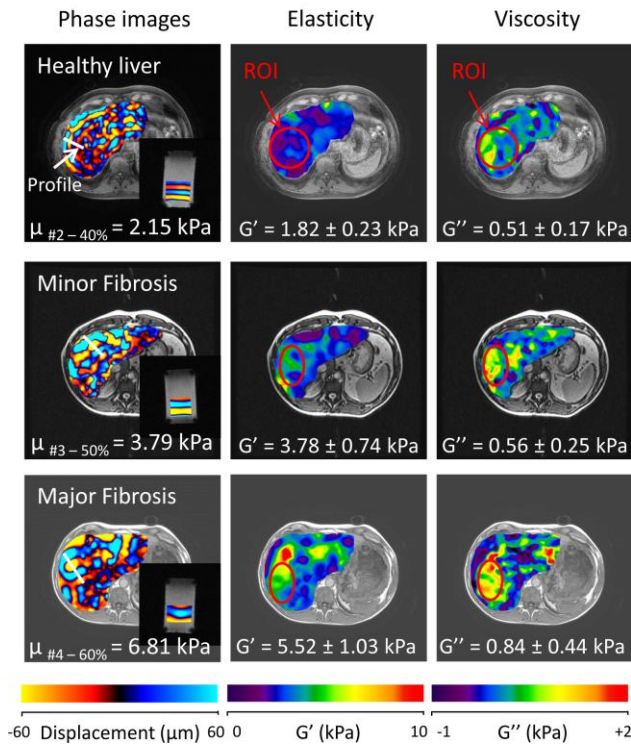 Phase images Elasticity Viscosity
Healthy liver ROI ROI
Profile
μ #2 – 40% = 2.15 kPa G’ = 1.82 ± 0.23 kPa G’’ = 0.51 ± 0.17 kPa
Minor Fibrosis
μ #3 – 50% = 3.79 kPa G’ = 3.78 ± 0.74 kPa G’’ = 0.56 ± 0.25 kPa
Major Fibrosis
μ #4 – 60% = 6.81 kPa G’ = 5.52 ± 1.03 kPa G’’ = 0.84 ± 0.44 kPa
-60 Displacement (μm) 60 0 G’ (kPa) 10 -1 G’’ (kPa) +2